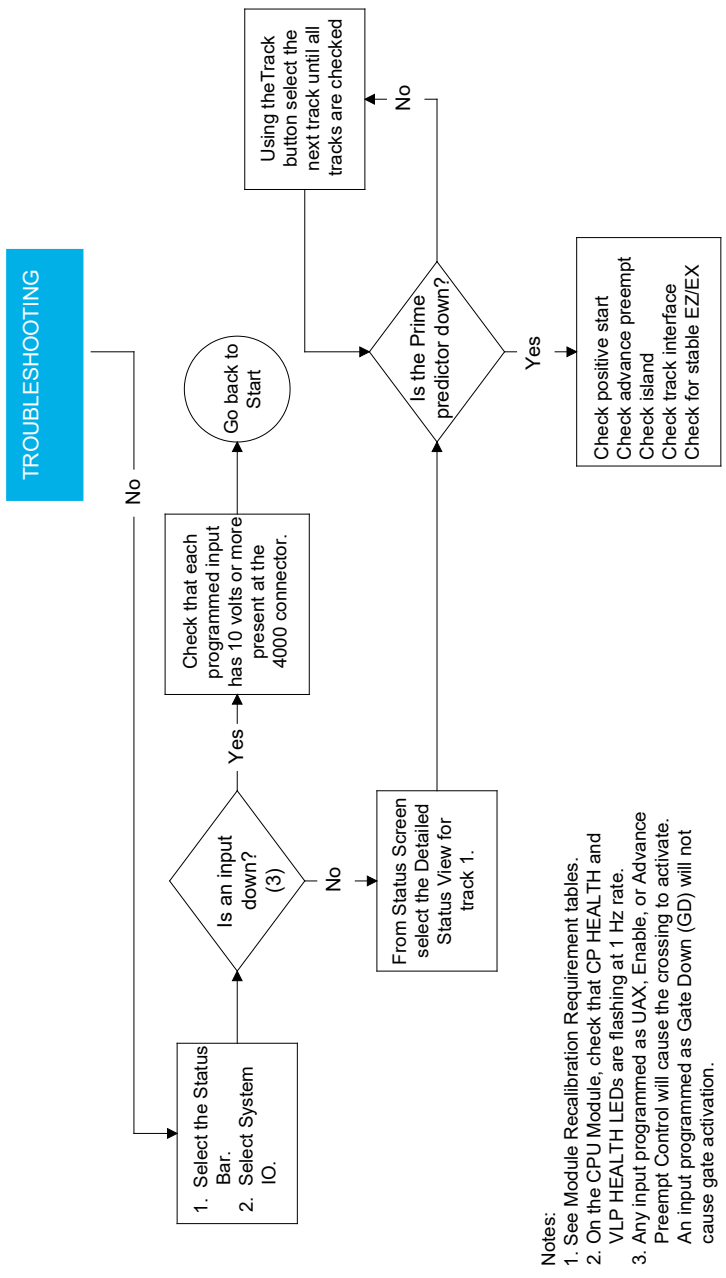 TROUBLESHOOTING
No
1. Select the Status
Bar.
2. Select System
IO.
Is an input
down?
(3)
Yes
Check that each
programmed input
has 10 volts or more
present at the
4000 connector.
Go back to
Start
No
From Status Screen
select the Detailed
Status View for
track 1.
Is the Prime
predictor down?
No
Using theTrack
button select the
next track until all
tracks are checked
Yes
Check positive start
Check advance preempt
Check island
Check track interface
Check for stable EZ/EX
Notes:
1. See Module Recalibration Requirement tables.
2. On the CPU Module, check that CP HEALTH and
VLP HEALTH LEDs are flashing at 1 Hz rate.
3. Any input programmed as UAX, Enable, or Advance
Preempt Control will cause the crossing to activate.
An input programmed as Gate Down (GD) will not
cause gate activation.